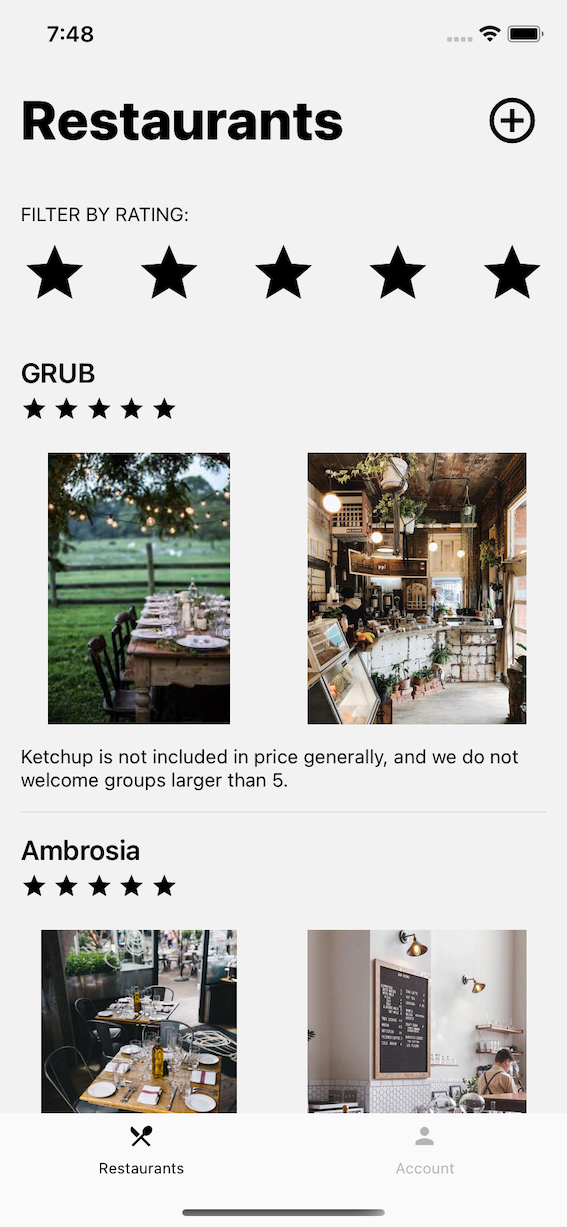 7:48
Restaurants
FILTER BY RATING:
GRUB
Ketchup is not included in price generally, and we do not
welcome groups larger than 5.
Ambrosia
Restaurants
Account